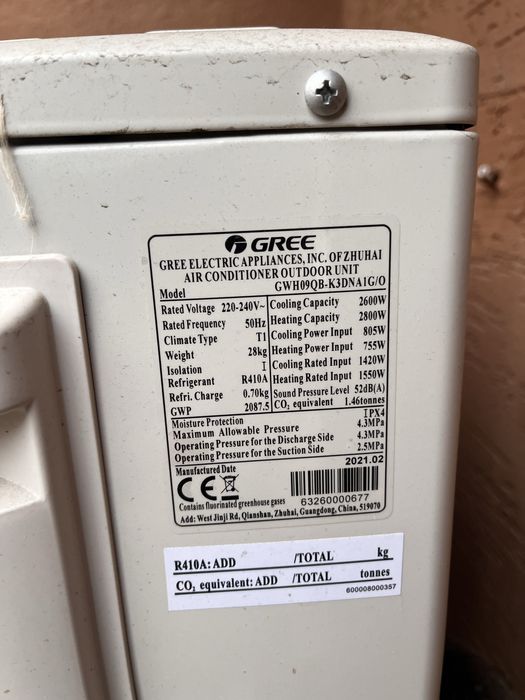 GREE
GREE ELECTRIC APPLIANCES, INC. OF ZHUHAI
AIR CONDITIONER OUTDOOR UNIT
Model GWH09QB-K3DNA1G/O
Rated Voltage 220-240V~ Cooling Capacity 2600W
Rated Frequency 50Hz Heating Capacity 2800W
Climate Type T1 Cooling Power Input 805W
Weight 28kg Heating Power Input 755W
Isolation I Cooling Rated Input 1420W
Refrigerant R410A Heating Rated Input 1550W
Refri. Charge 0.70kg Sound Pressure Level 52dB(A)
GWP 2087.5 CO₂ equivalent 1.46tonnes
Moisture Protection IPX4
Maximum Allowable Pressure 4.3MPa
Operating Pressure for the Discharge Side 4.3MPa
Operating Pressure for the Suction Side 2.5MPa
Manufactured Date 2021.02
CE
Contains fluorinated greenhouse gases 63260000677
Add: West Jinji Rd, Qianshan, Zhuhai, Guangdong, China, 519070
R410A: ADD /TOTAL kg
CO₂ equivalent: ADD /TOTAL tonnes
600008000357